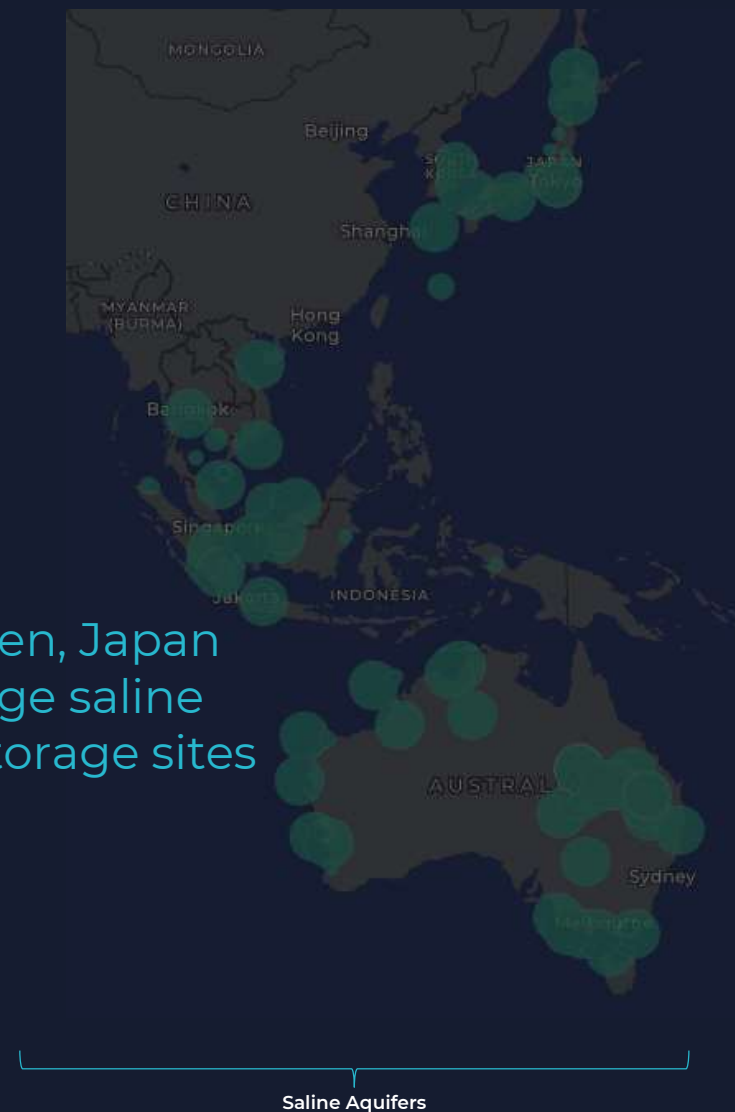 MONGOLIA
Beijing
JAPAN
Tokyo
CHINA
Shangh
MYANMAR
(BURMA)
Hong
Kong
Bangkok
Singapore
Jakarta
INDONESIA
en, Japan
ge saline
torage sites
AUSTRAL
Sydney
Melbourne
Saline Aquifers